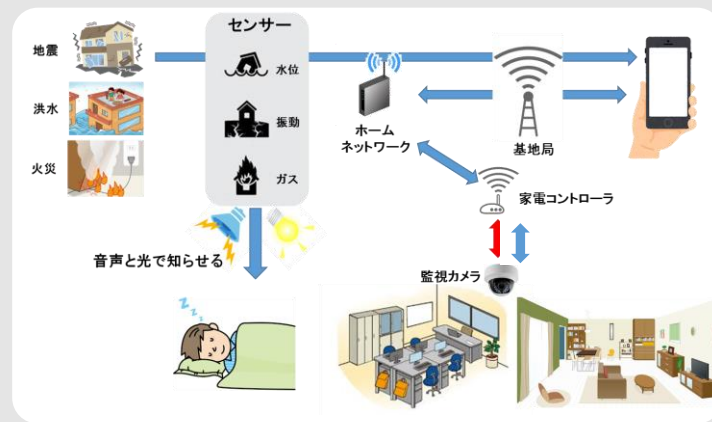 センサー
地震
水位
洪水
振動
火災
ガス
ホーム
ネットワーク
基地局
家電コントローラ
音声と光で知らせる
監視カメラ
z
z
z